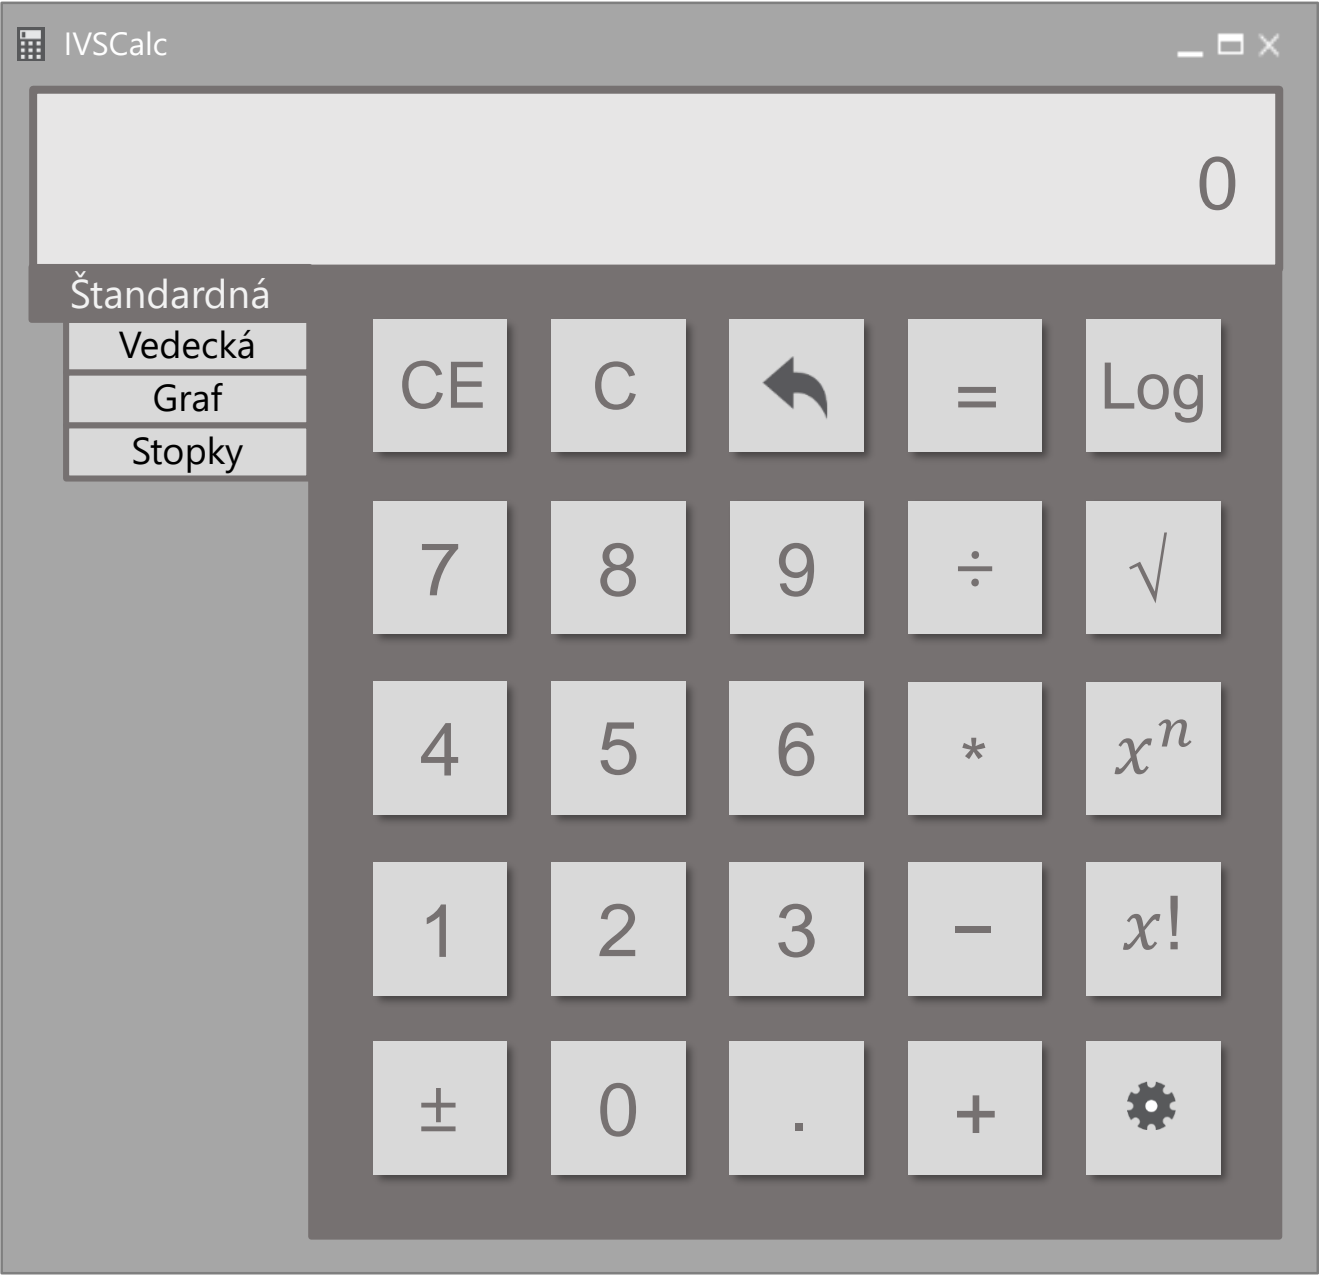 IVSCalc
0
Štandardná
Vedecká
Graf
Stopky
CE C = Log
7 8 9 ÷ √
4 5 6 * xⁿ
1 2 3 − x!
± 0 . +